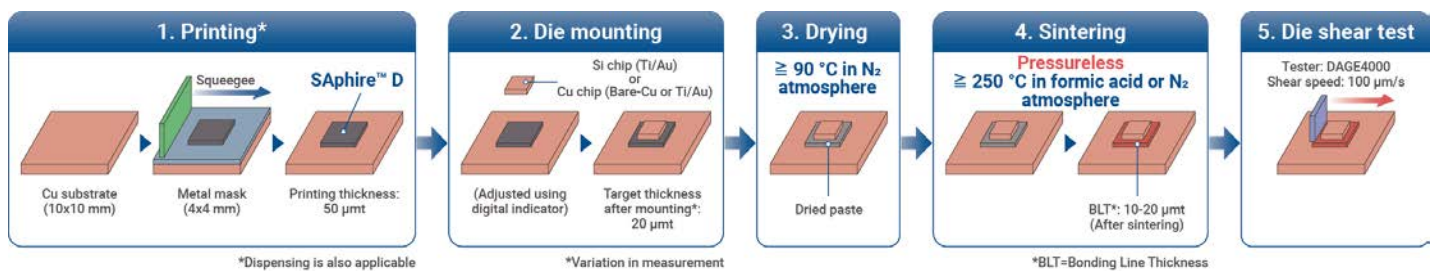 1. Printing*
Squeegee
SAphire™ D
Cu substrate
(10x10 mm)
Metal mask
(4x4 mm)
Printing thickness:
50 μmt
*Dispensing is also applicable
2. Die mounting
Si chip (Ti/Au)
or
Cu chip (Bare-Cu or Ti/Au)
(Adjusted using
digital indicator)
Target thickness
after mounting*:
20 μmt
*Variation in measurement
3. Drying
≧ 90 °C in N₂
atmosphere
Dried paste
4. Sintering
Pressureless
≧ 250 °C in formic acid or N₂
atmosphere
BLT*: 10-20 μmt
(After sintering)
*BLT=Bonding Line Thickness
5. Die shear test
Tester: DAGE4000
Shear speed: 100 μm/s